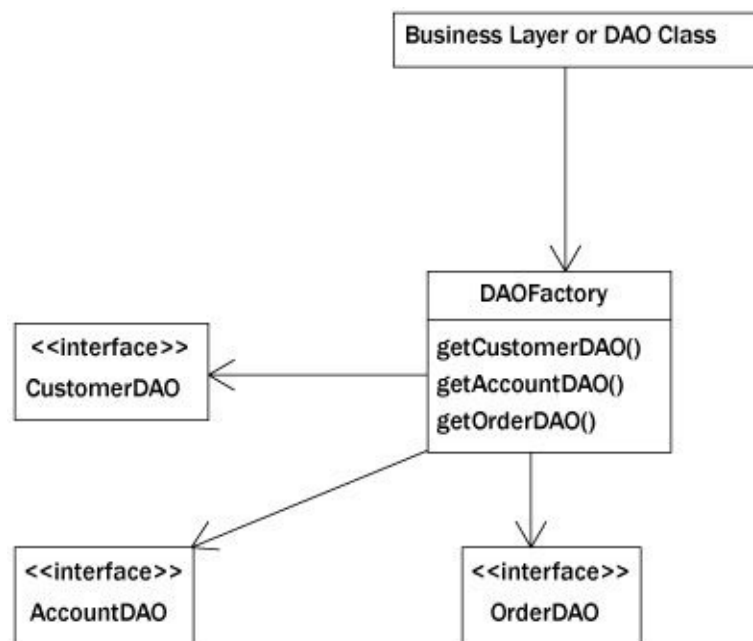 Business Layer or DAO Class
DAOFactory
getCustomerDAO()
getAccountDAO()
getOrderDAO()
<<interface>>
CustomerDAO
<<interface>>
AccountDAO
<<interface>>
OrderDAO